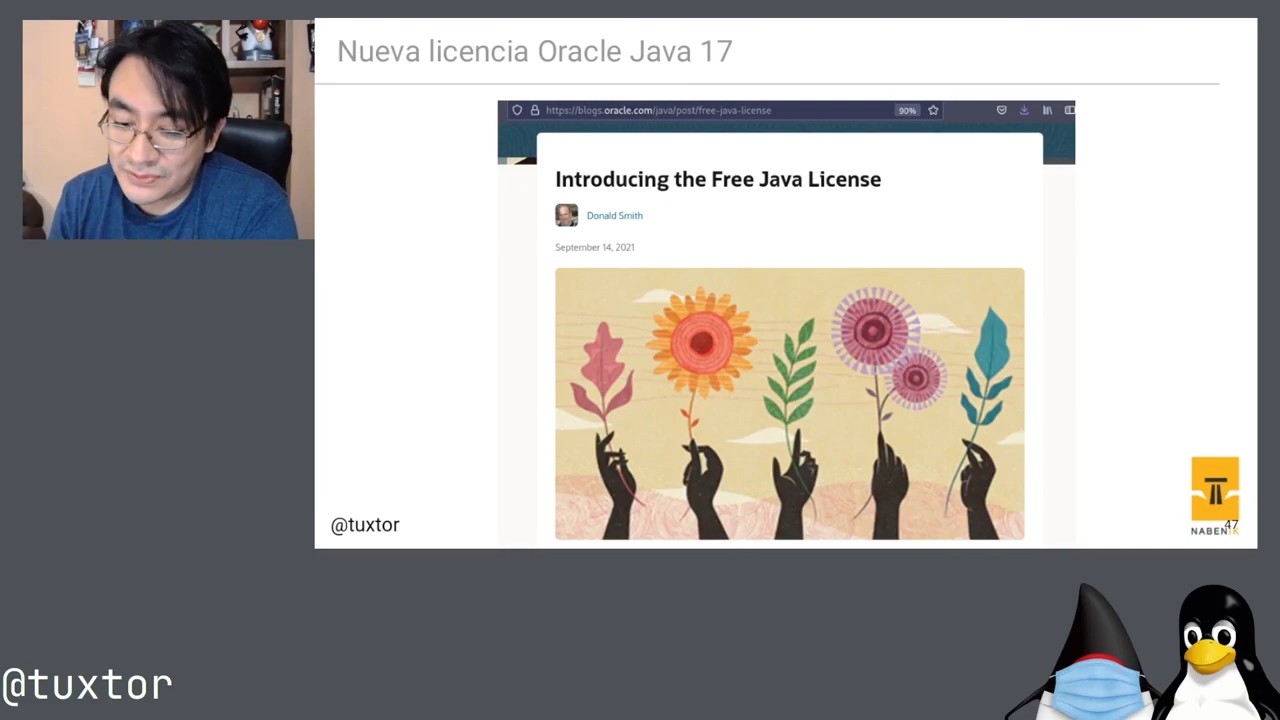 Nueva licencia Oracle Java 17
https://blogs.oracle.com/java/post/free-java-license
90%
Introducing the Free Java License
Donald Smith
September 14, 2021
@tuxtor
47
NABENIK
@tuxtor